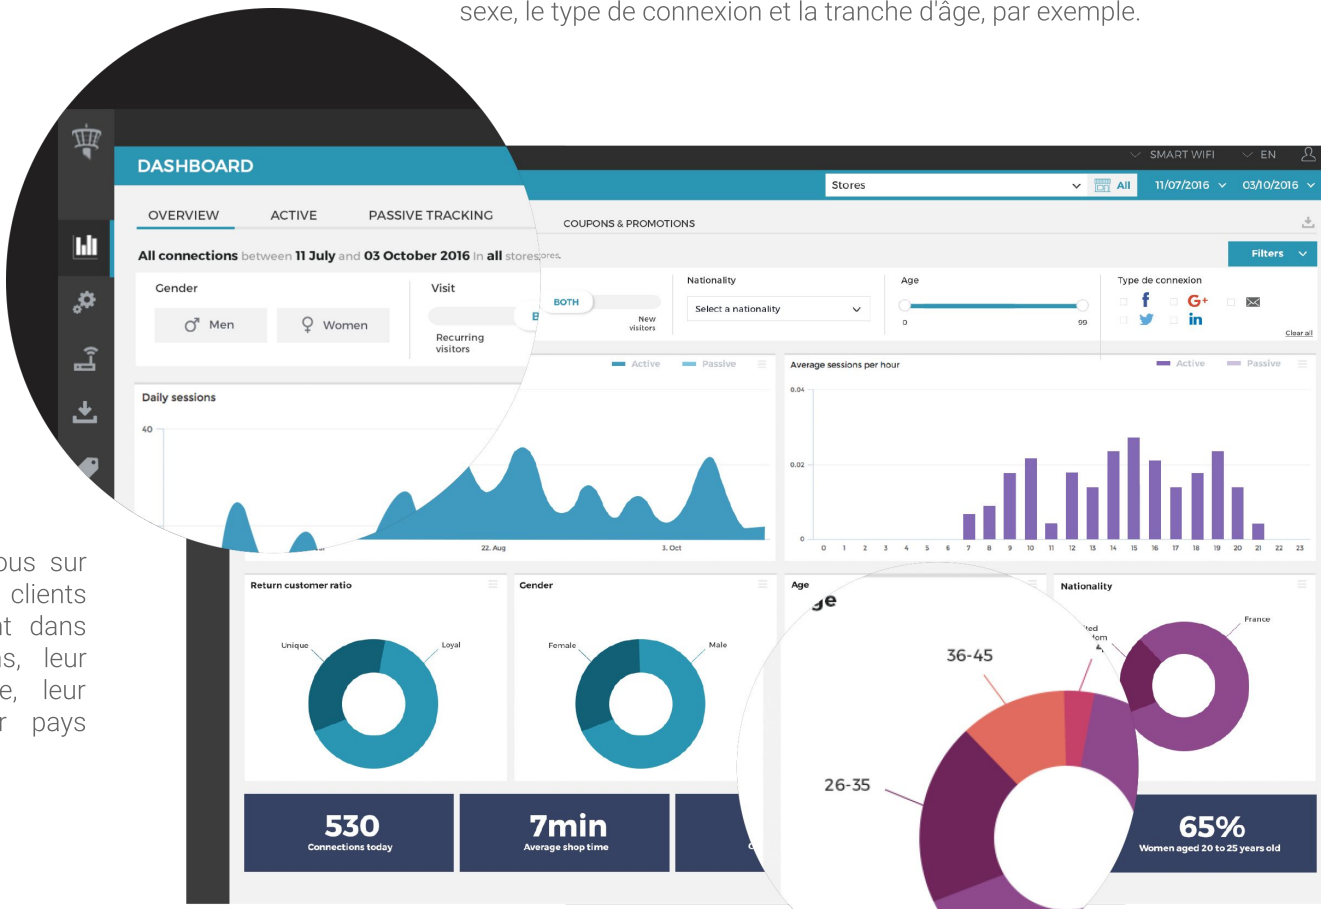 sexe, le type de connexion et la tranche d'âge, par exemple.
SMART WIFI
EN
DASHBOARD
Stores
All
11/07/2016
03/10/2016
OVERVIEW
ACTIVE
PASSIVE TRACKING
COUPONS & PROMOTIONS
All connections between 11 July and 03 October 2016 in all stores
Filters
Gender
Men
Women
Visit
BOTH
Recurring
visitors
New
visitors
Nationality
Select a nationality
Age
0
99
Type de connexion
Clear all
Daily sessions
Active
Passive
40
22. Aug
3. Oct
Average sessions per hour
Active
Passive
0.04
0.02
0
0 1 2 3 4 5 6 7 8 9 10 11 12 13 14 15 16 17 18 19 20 21 22 23
sur
clients
dans
leur
leur
pays
Return customer ratio
Unique
Loyal
Gender
Female
Male
Age
36-45
26-35
Nationality
France
530
Connections today
7min
Average shop time
65%
Women aged 20 to 25 years old